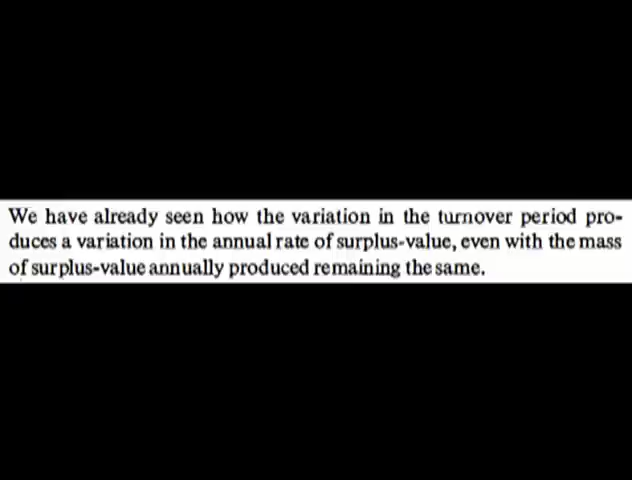 We have already seen how the variation in the turnover period pro-
duces a variation in the annual rate of surplus-value, even with the mass
of surplus-value annually produced remaining the same.